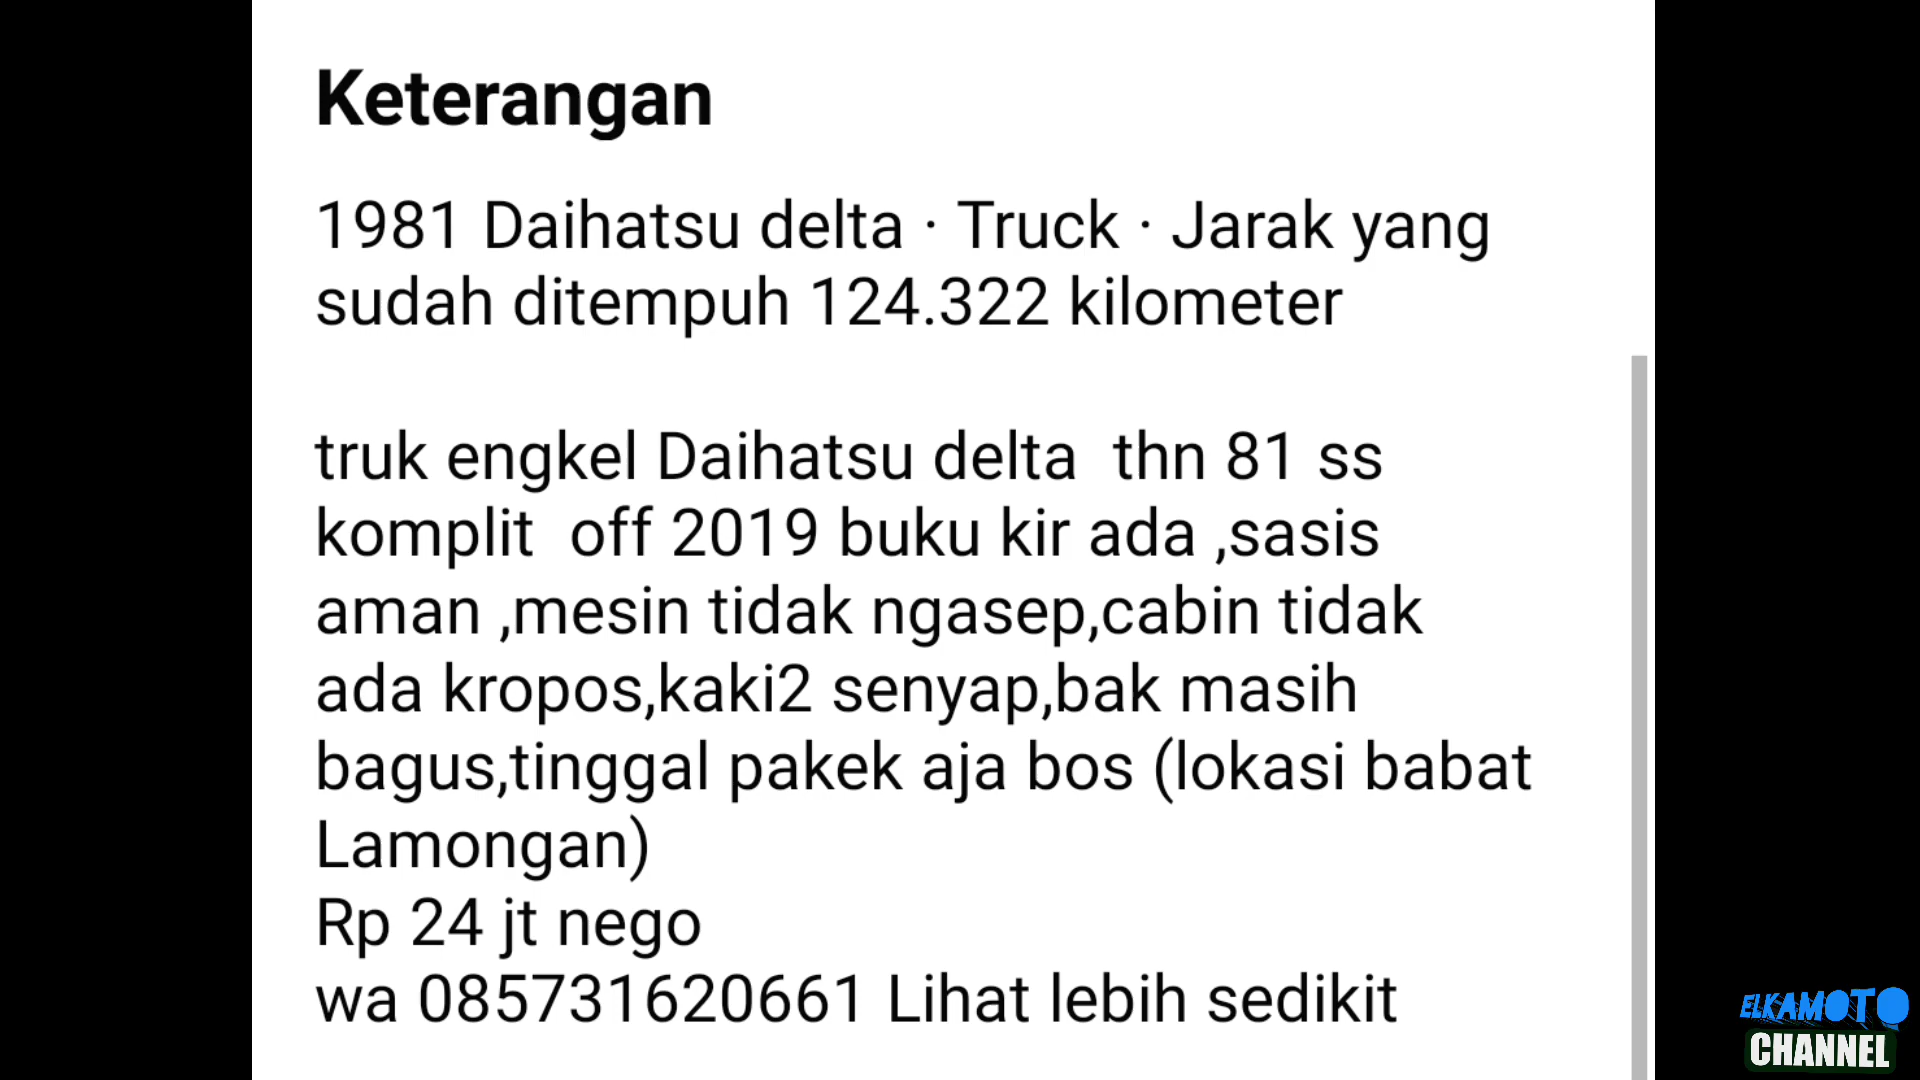 Keterangan
1981 Daihatsu delta · Truck · Jarak yang
sudah ditempuh 124.322 kilometer
truk engkel Daihatsu delta  thn 81 ss
komplit  off 2019 buku kir ada ,sasis
aman ,mesin tidak ngasep,cabin tidak
ada kropos,kaki2 senyap,bak masih
bagus,tinggal pakek aja bos (lokasi babat
Lamongan)
Rp 24 jt nego
wa 085731620661 Lihat lebih sedikit
ELKAMOTO
CHANNEL